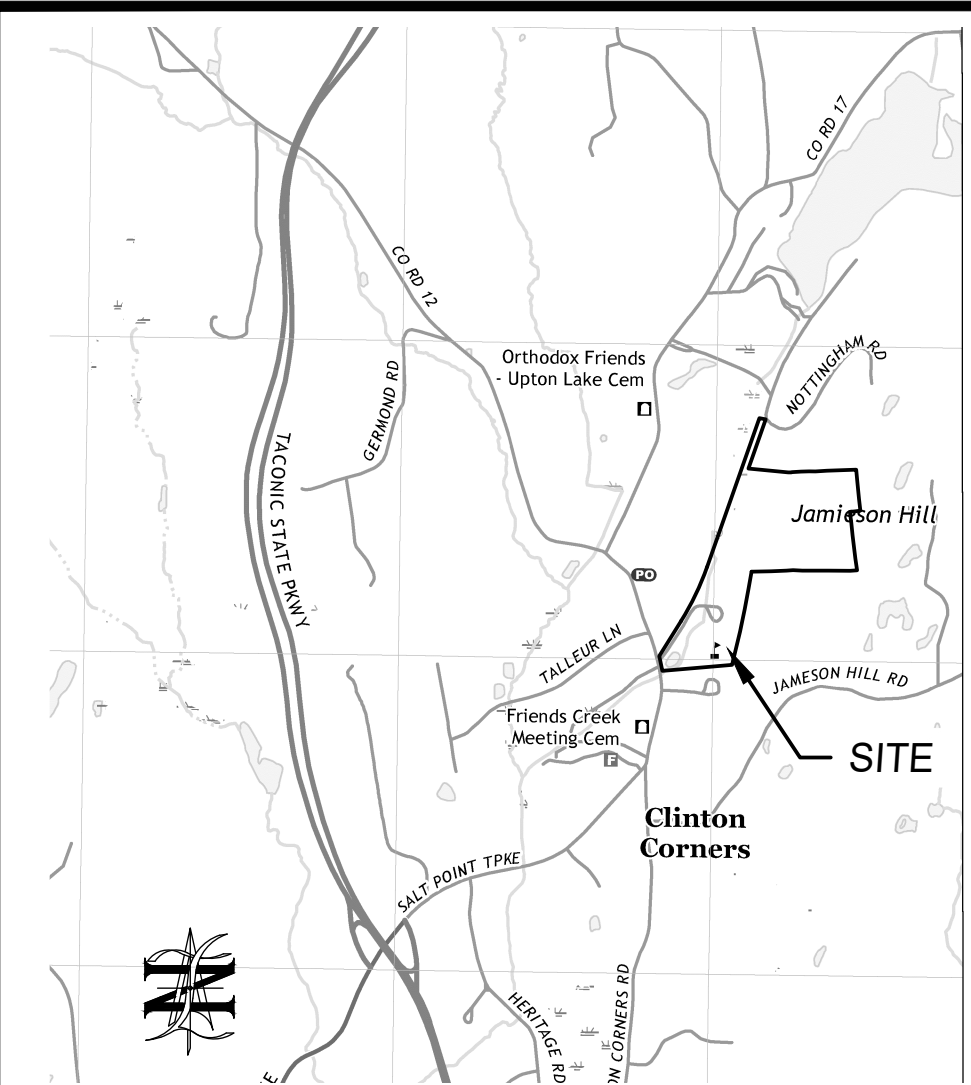 CO RD 17
CO RD 12
NOTTINGHAM RD
Orthodox Friends
- Upton Lake Cem
GERMOND RD
TACONIC STATE PKWY
Jamieson Hill
PO
TALLEUR LN
JAMESON HILL RD
Friends Creek
Meeting Cem
F
SITE
Clinton
Corners
SALT POINT TPKE
N
HERITAGE RD
ON CORNERS RD